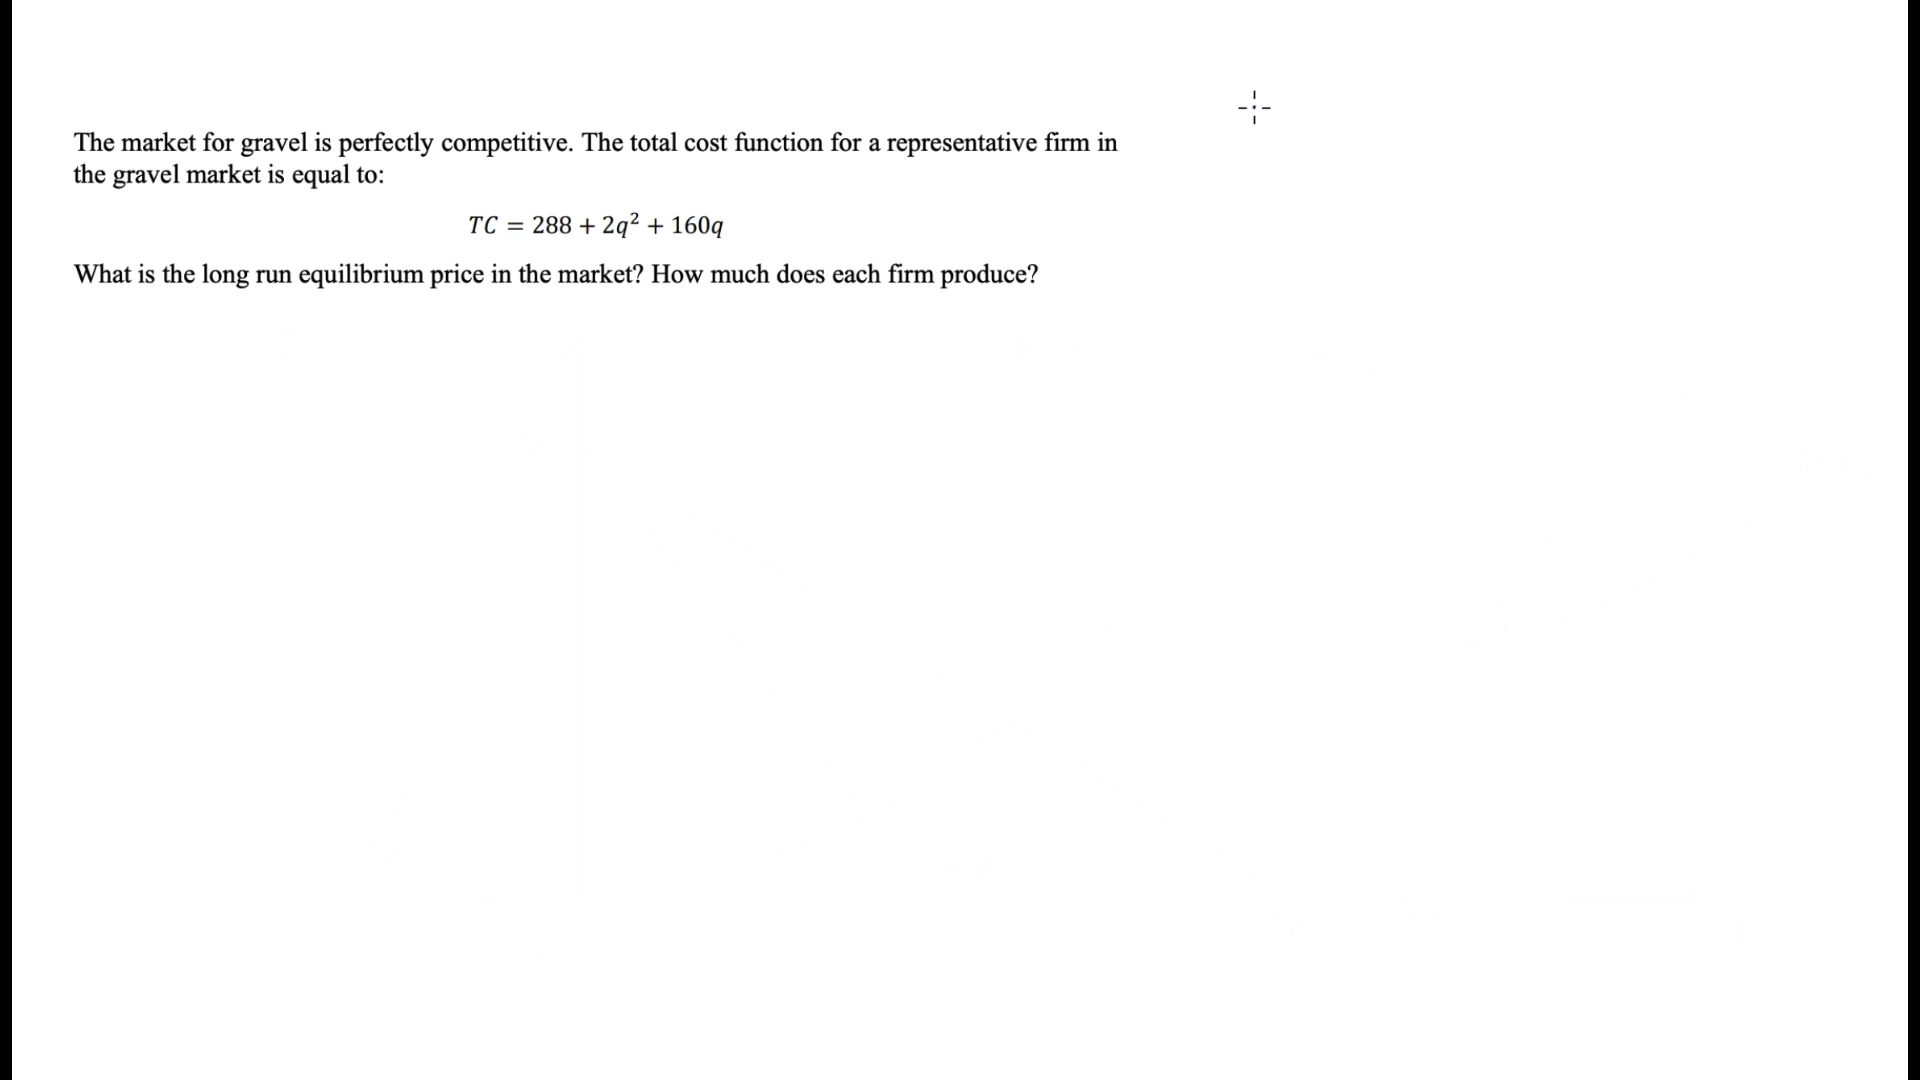 The market for gravel is perfectly competitive. The total cost function for a representative firm in
the gravel market is equal to:
𝑇𝐶 = 288 + 2𝑞² + 160𝑞
What is the long run equilibrium price in the market? How much does each firm produce?